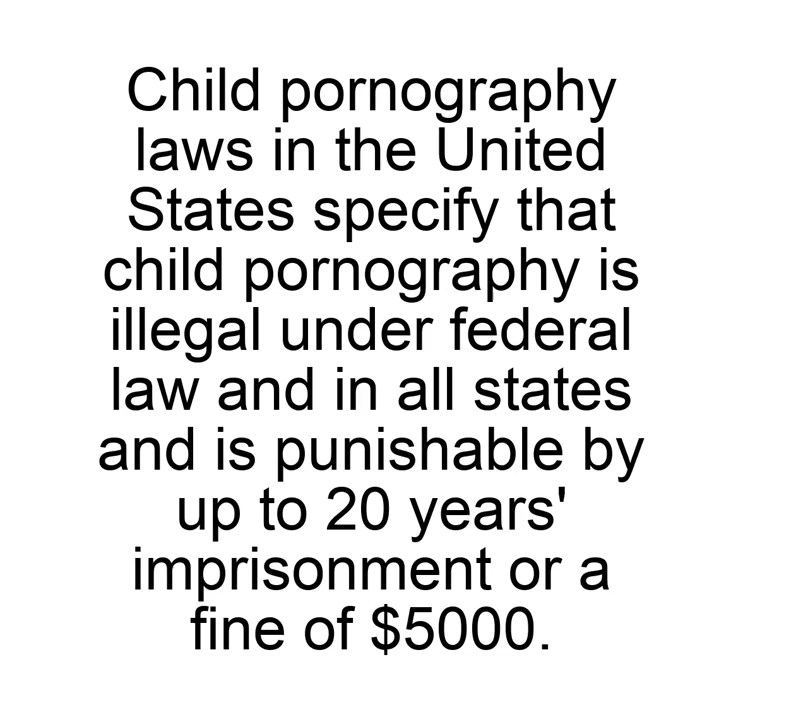 Child pornography
laws in the United
States specify that
child pornography is
illegal under federal
law and in all states
and is punishable by
up to 20 years'
imprisonment or a
fine of $5000.